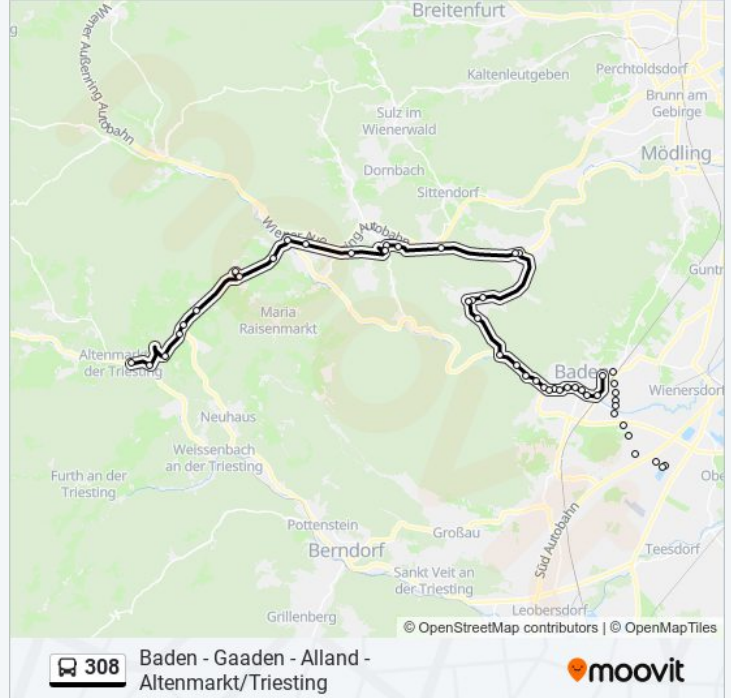 Breitenfurt
Wiener Außenring Autobahn
Kaltenleutgeben
Perchtoldsdorf
Brunn am
Gebirge
Sulz im
Wienerwald
Mödling
Dornbach
Sittendorf
Maria
Raisenmarkt
Altenmarkt an
der Triesting
Baden
Wienersdorf
Neuhaus
Weissenbach
an der Triesting
Furth an der
Triesting
Pottenstein
Berndorf
Großau
Süd Autobahn
Sankt Veit an
der Triesting
Teesdorf
Leobersdorf
Grillenberg
© OpenStreetMap contributors | © OpenMapTiles
308
Baden - Gaaden - Alland -
Altenmarkt/Triesting
moovit